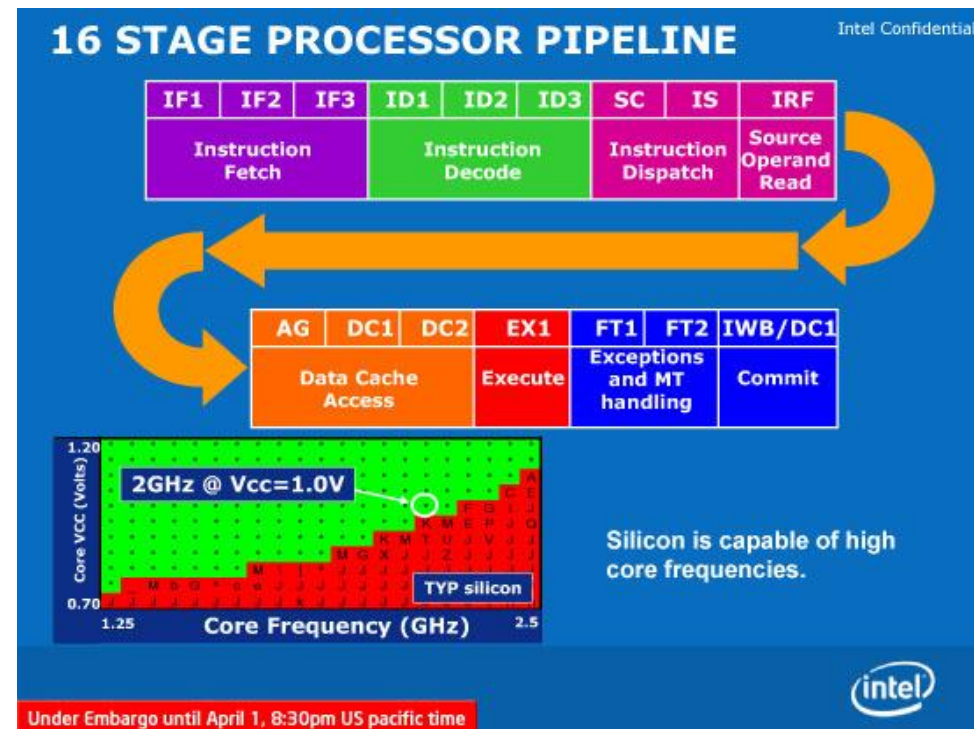 16 STAGE PROCESSOR PIPELINE
Intel Confidential
IF1 IF2 IF3 ID1 ID2 ID3 SC IS IRF
Instruction Fetch
Instruction Decode
Instruction Dispatch
Source Operand Read
AG DC1 DC2 EX1 FT1 FT2 IWB/DC1
Data Cache Access
Execute
Exceptions and MT handling
Commit
1.20
Core VCC (Volts)
0.70
2GHz @ Vcc=1.0V
TYP silicon
1.25
Core Frequency (GHz)
2.5
Silicon is capable of high
core frequencies.
intel
Under Embargo until April 1, 8:30pm US pacific time